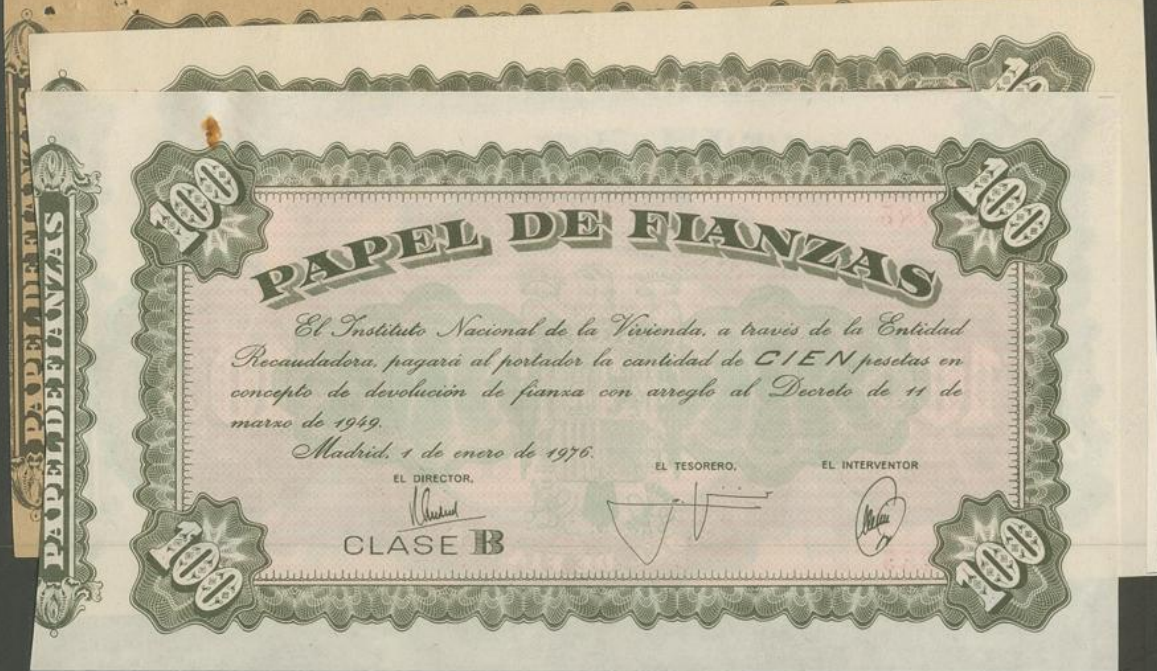 100
100
100
PAPEL DE FIANZAS
El Instituto Nacional de la Vivienda, a través de la Entidad
Recaudadora, pagará al portador la cantidad de CIEN pesetas en
concepto de devolución de fianza con arreglo al Decreto de 11 de
marzo de 1949.
Madrid, 1 de enero de 1976.
EL DIRECTOR,
EL TESORERO,
EL INTERVENTOR
CLASE B
100
100
PAPEL DE FIANZAS
PAPEL DE FIANZAS